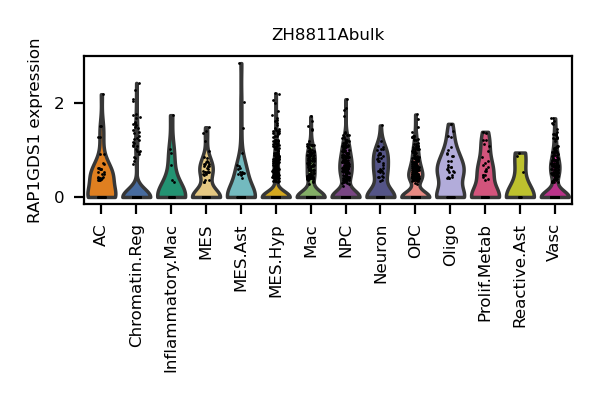 ZH8811Abulk
RAP1GDS1 expression
2
0
AC
Chromatin.Reg
Inflammatory.Mac
MES
MES.Ast
MES.Hyp
Mac
NPC
Neuron
OPC
Oligo
Prolif.Metab
Reactive.Ast
Vasc